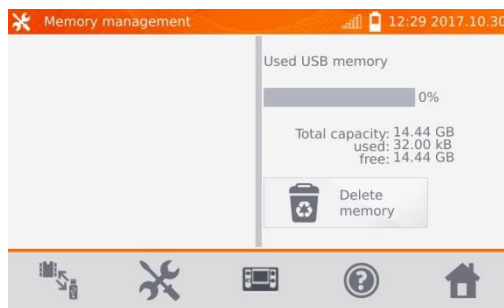 Memory management
12:29 2017.10.30
Used USB memory
0%
Total capacity: 14.44 GB
used: 32.00 kB
free: 14.44 GB
Delete
memory
?